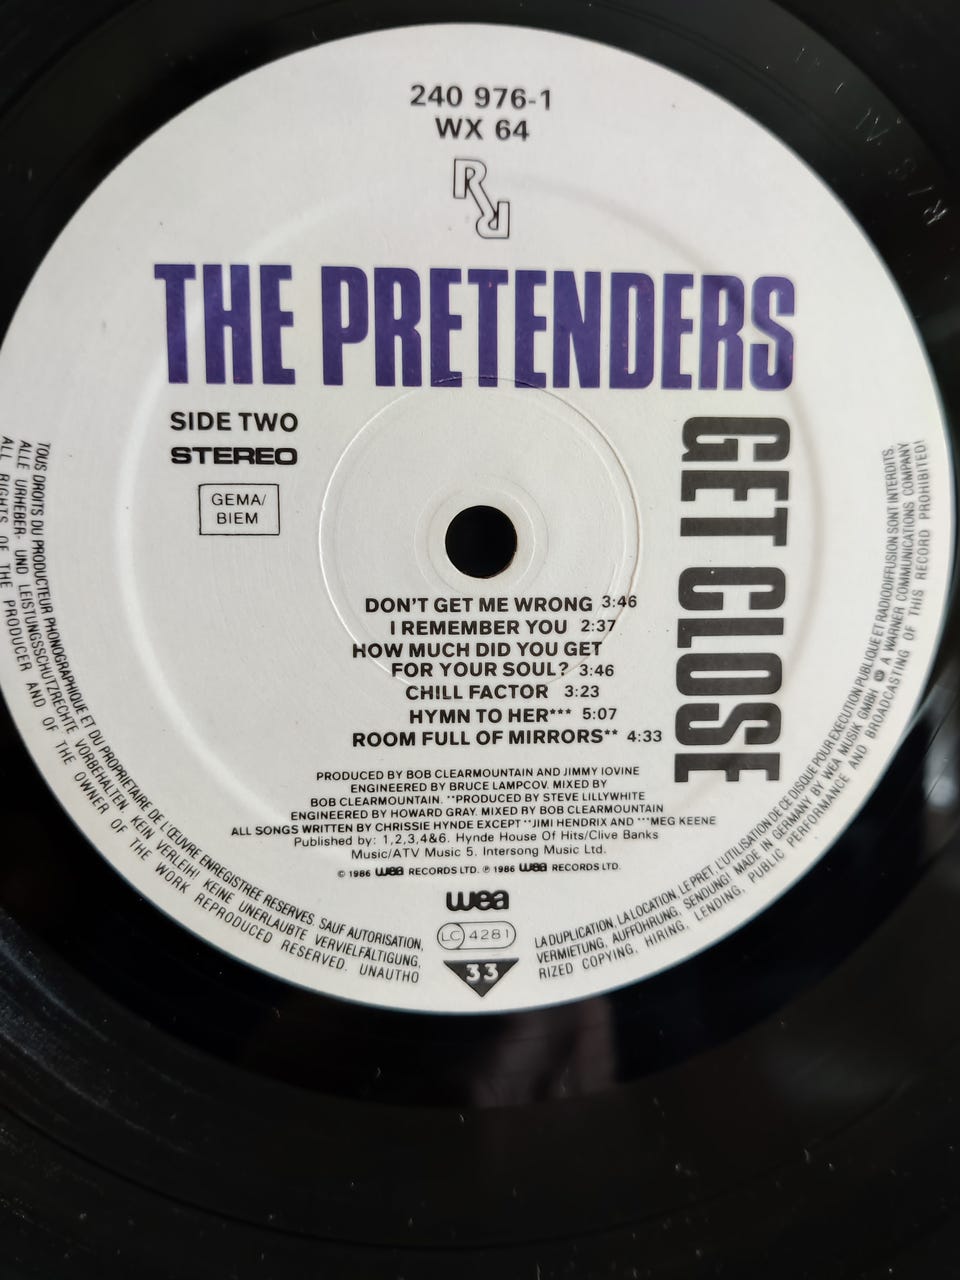 240 976-1
WX 64
THE PRETENDERS
GET CLOSE
SIDE TWO
STEREO
GEMA/
BIEM
DON'T GET ME WRONG 3:46
I REMEMBER YOU 2:37
HOW MUCH DID YOU GET
FOR YOUR SOUL? 3:46
CHILL FACTOR 3:23
HYMN TO HER*** 5:07
ROOM FULL OF MIRRORS** 4:33
PRODUCED BY BOB CLEARMOUNTAIN AND JIMMY IOVINE
ENGINEERED BY BRUCE LAMPCOV. MIXED BY
BOB CLEARMOUNTAIN. **PRODUCED BY STEVE LILLYWHITE
ENGINEERED BY HOWARD GRAY. MIXED BY BOB CLEARMOUNTAIN
ALL SONGS WRITTEN BY CHRISSIE HYNDE EXCEPT **JIMI HENDRIX AND ***MEG KEENE
Published by: 1,2,3,4&6. Hynde House Of Hits/Clive Banks
Music/ATV Music 5. Intersong Music Ltd.
© 1986 wea RECORDS LTD. ℗ 1986 wea RECORDS LTD.
wea
LC 4281
33
TOUS DROITS DU PRODUCTEUR PHONOGRAPHIQUE ET DU PROPRIETAIRE DE L'ŒUVRE ENREGISTREE RESERVES. SAUF AUTORISATION, LA DUPLICATION, LA LOCATION, LE PRET, L'UTILISATION DE CE DISQUE POUR EXECUTION PUBLIQUE ET RADIODIFFUSION SONT INTERDITS.
ALLE URHEBER- UND LEISTUNGSSCHUTZRECHTE VORBEHALTEN. KEIN VERLEIH! KEINE UNERLAUBTE VERVIELFÄLTIGUNG, VERMIETUNG, AUFFÜHRUNG, SENDUNG! MADE IN GERMANY BY WEA MUSIK GMBH A WARNER COMMUNICATIONS COMPANY
ALL RIGHTS OF THE PRODUCER AND OF THE OWNER OF THE WORK REPRODUCED RESERVED. UNAUTHORIZED COPYING, HIRING, LENDING, PUBLIC PERFORMANCE AND BROADCASTING OF THIS RECORD PROHIBITED!